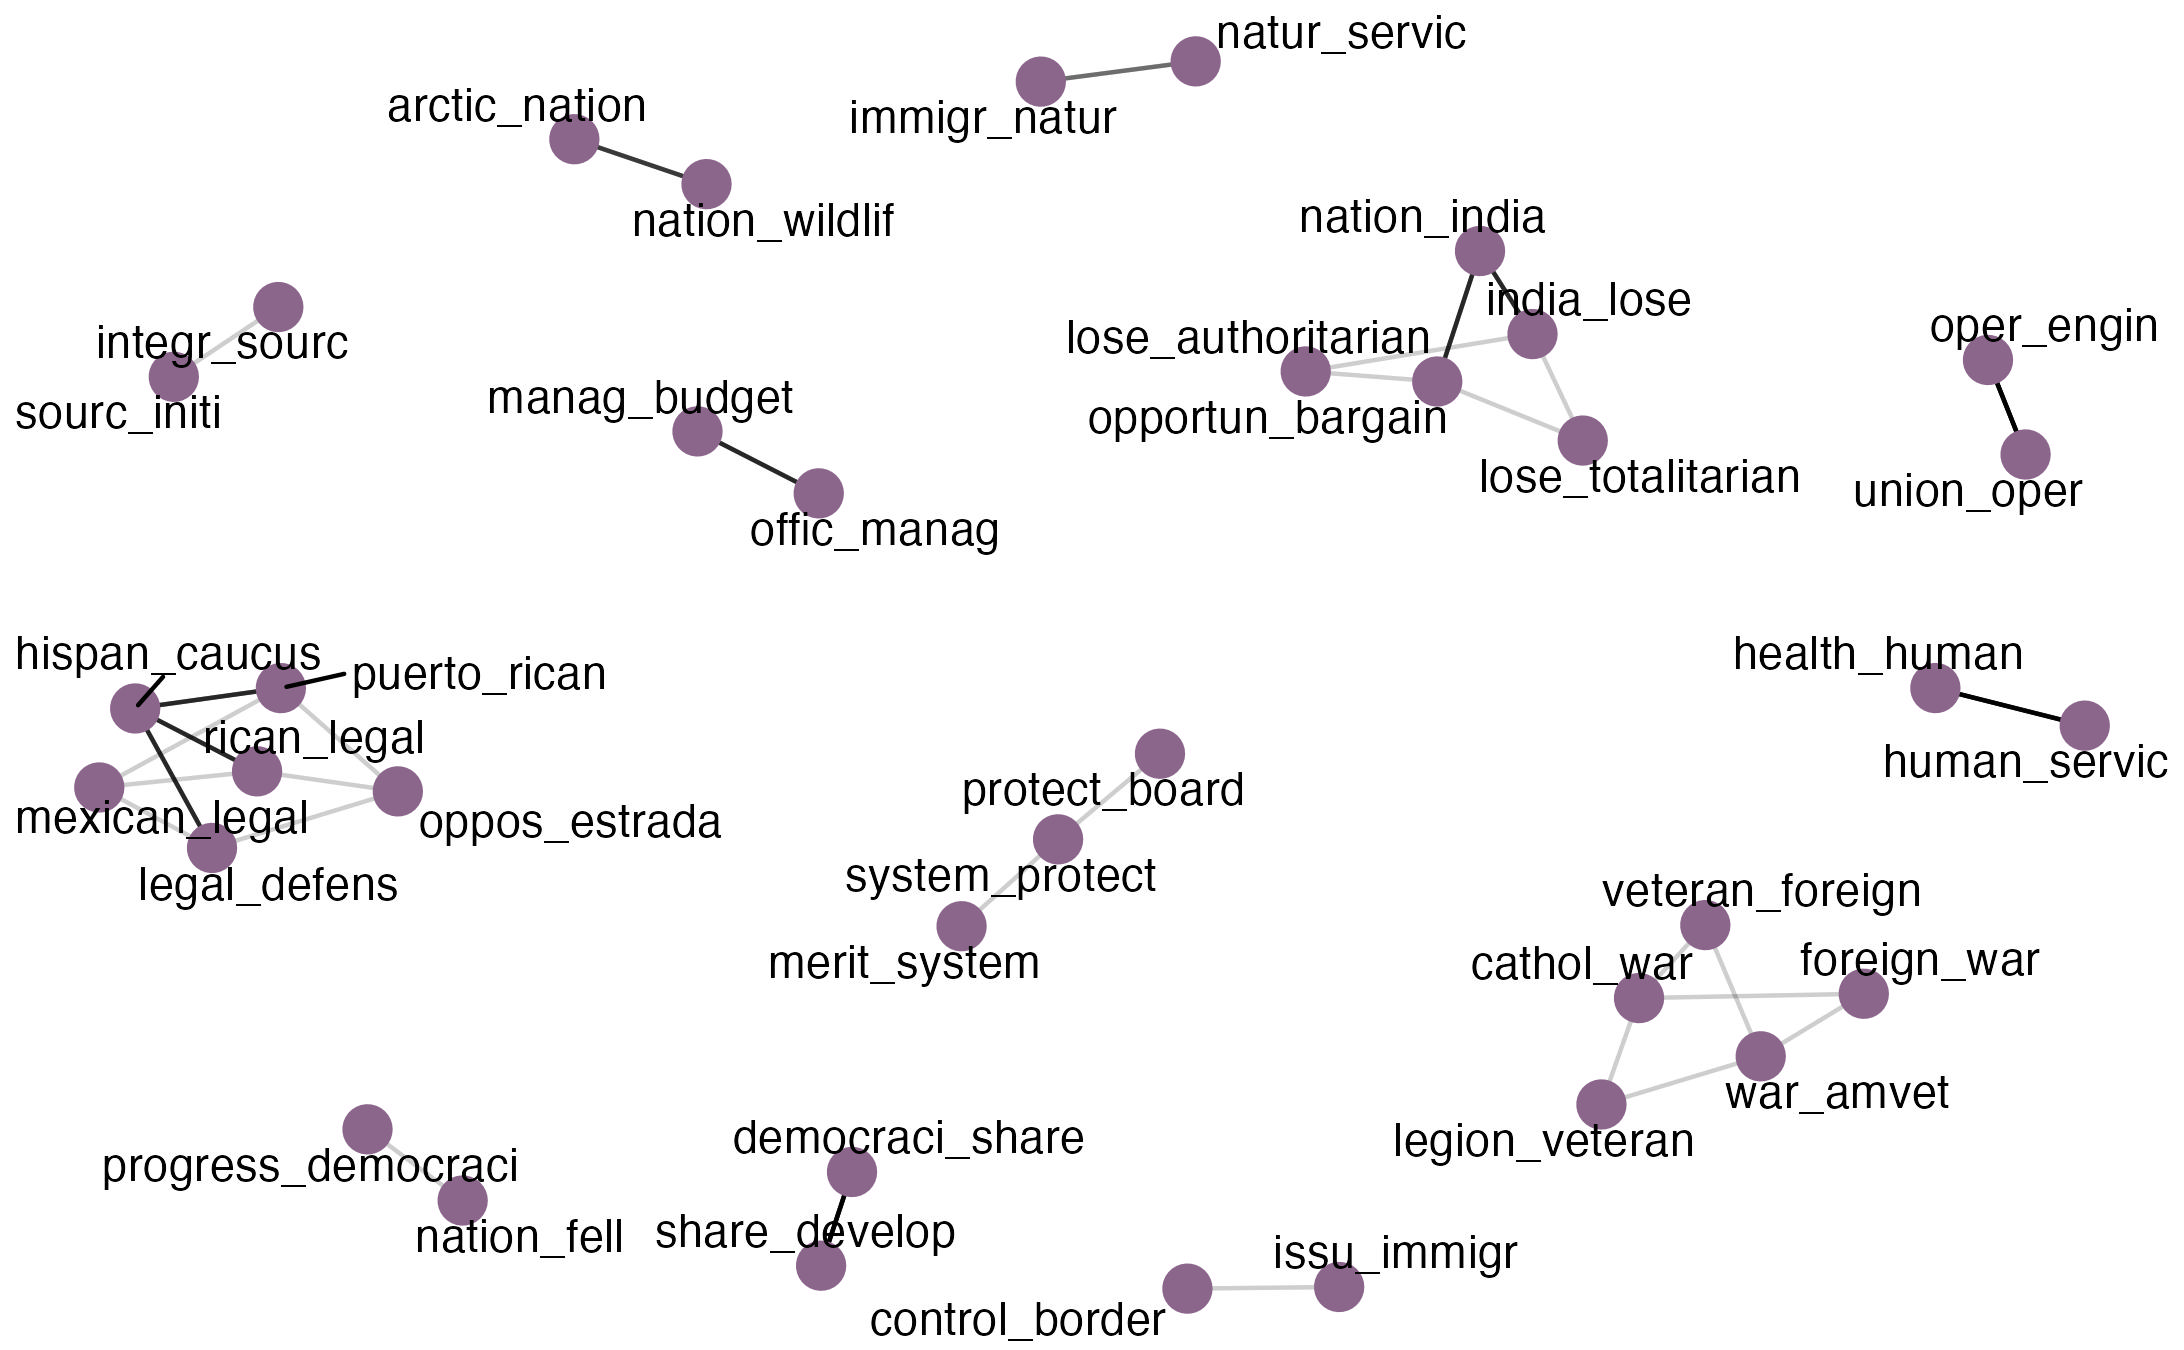 natur_servic
arctic_nation
immigr_natur
nation_wildlif
nation_india
india_lose
oper_engin
lose_authoritarian
integr_sourc
manag_budget
sourc_initi
opportun_bargain
lose_totalitarian
union_oper
offic_manag
hispan_caucus
puerto_rican
health_human
rican_legal
human_servic
protect_board
mexican_legal
oppos_estrada
system_protect
legal_defens
veteran_foreign
cathol_war
foreign_war
merit_system
war_amvet
democraci_share
legion_veteran
progress_democraci
share_develop
nation_fell
issu_immigr
control_border